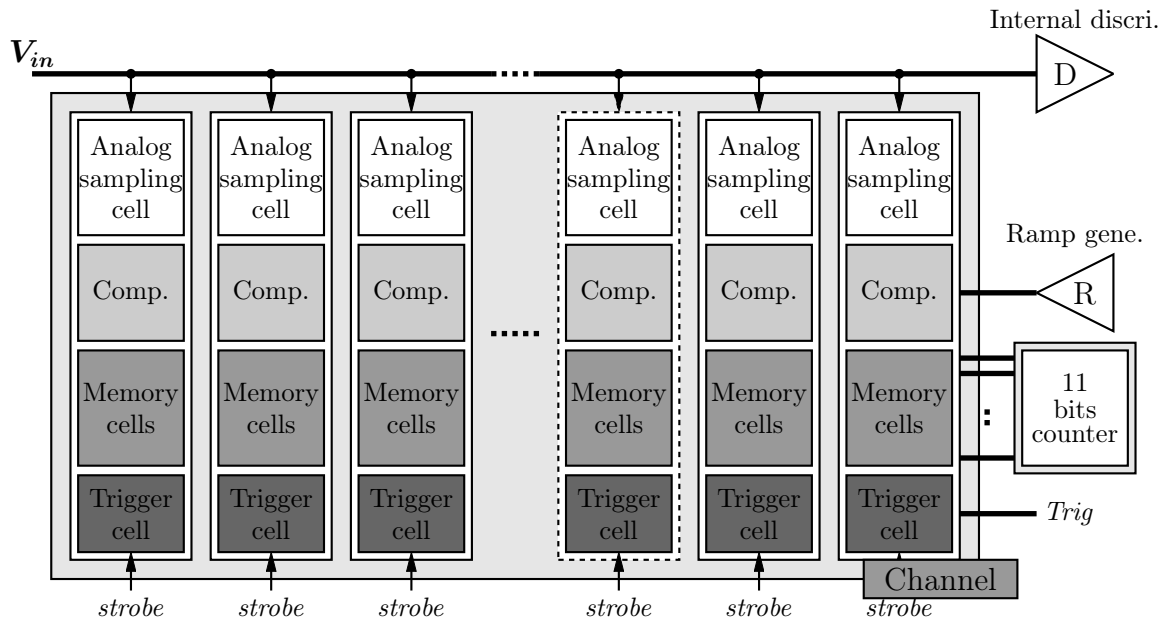 Internal discri.
V_in
D
Analog Analog Analog Analog Analog Analog
sampling sampling sampling sampling sampling sampling
cell cell cell cell cell cell
Ramp gene.
Comp. Comp. Comp. Comp. Comp. Comp.
R
Memory Memory Memory Memory Memory Memory
cells cells cells cells cells cells
11
bits
counter
Trigger Trigger Trigger Trigger Trigger Trigger
cell cell cell cell cell cell
Trig
Channel
strobe strobe strobe strobe strobe strobe